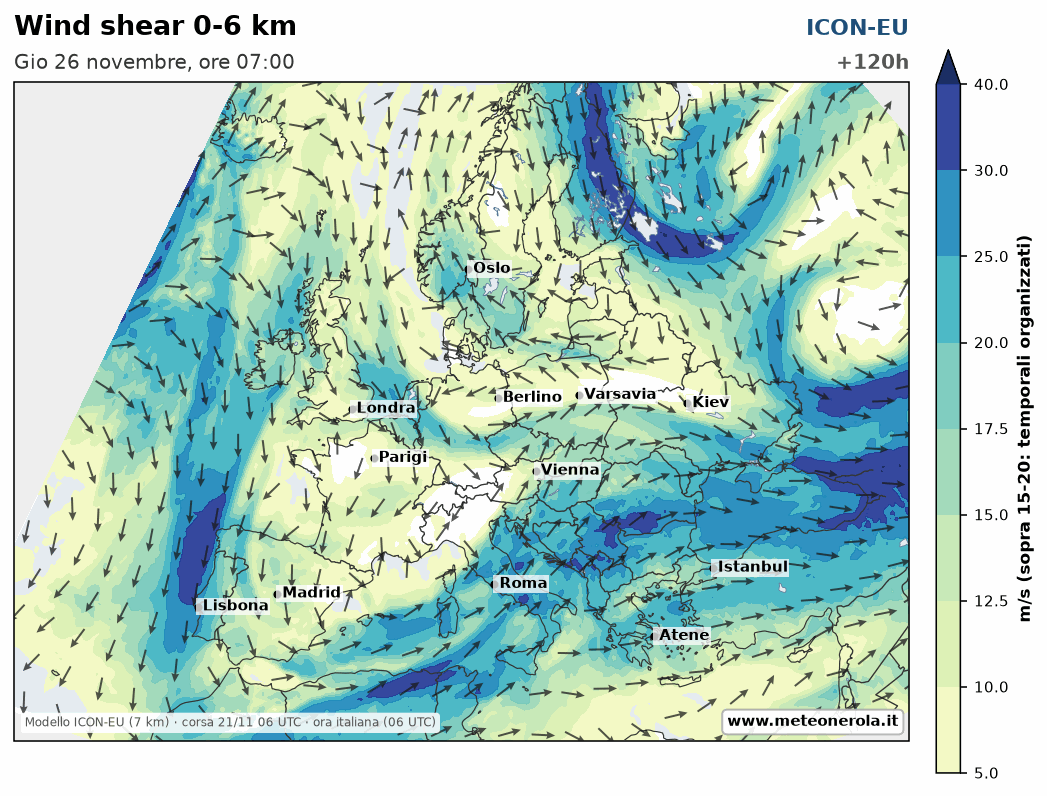 Wind shear 0-6 km
ICON-EU
Gio 26 novembre, ore 07:00
+120h
40.0
30.0
25.0
20.0
17.5
15.0
12.5
10.0
5.0
m/s (sopra 15-20: temporali organizzati)
Oslo
Londra
Berlino
Varsavia
Kiev
Parigi
Vienna
Istanbul
Roma
Madrid
Lisbona
Atene
Modello ICON-EU (7 km) · corsa 21/11 06 UTC · ora italiana (06 UTC)
www.meteonerola.it